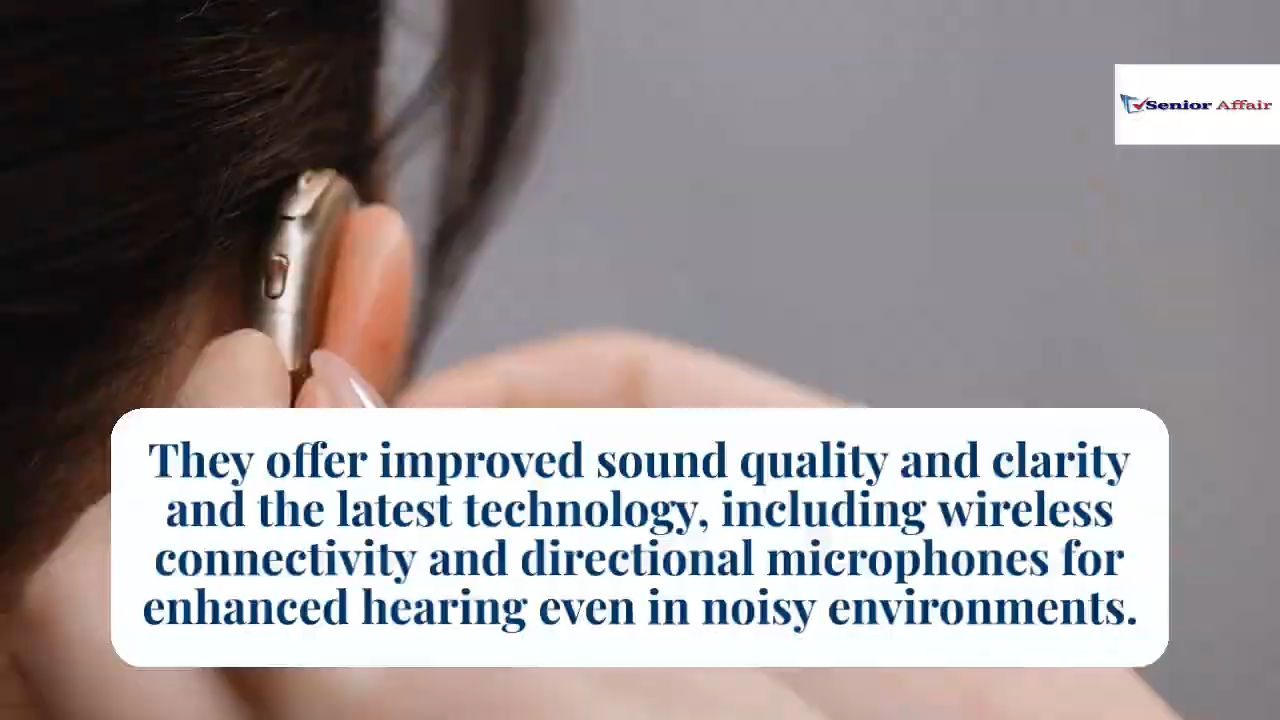 Senior Affair
They offer improved sound quality and clarity
and the latest technology, including wireless
connectivity and directional microphones for
enhanced hearing even in noisy environments.